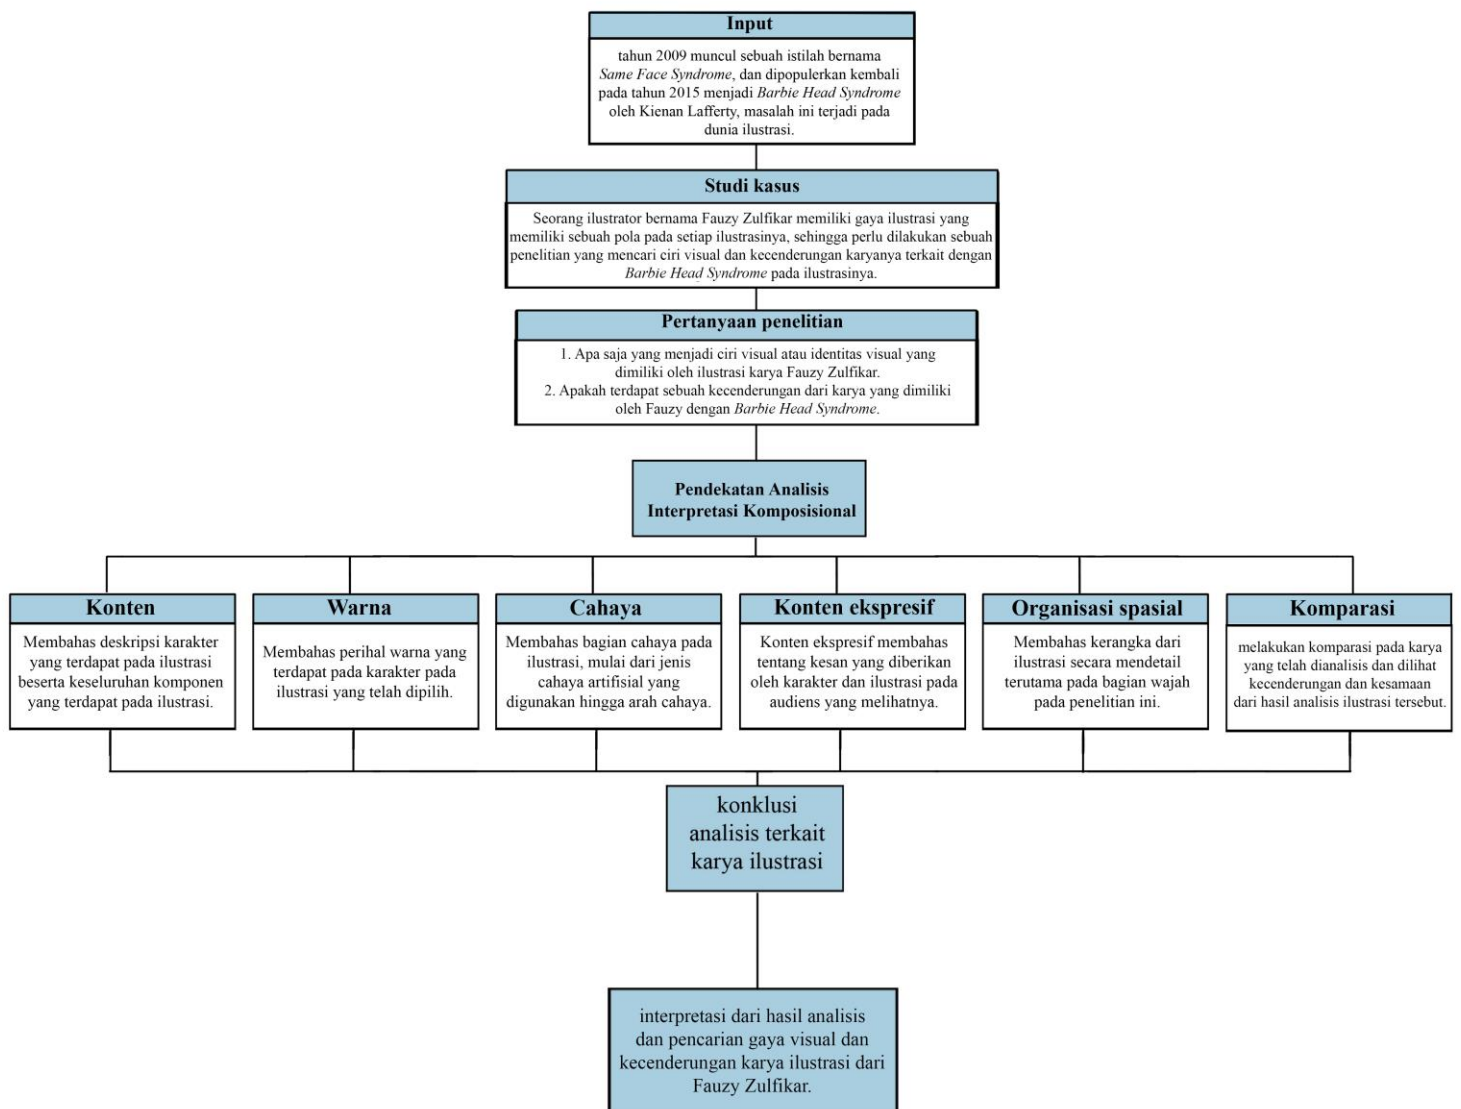 Input
tahun 2009 muncul sebuah istilah bernama
Same Face Syndrome, dan dipopulerkan kembali
pada tahun 2015 menjadi Barbie Head Syndrome
oleh Kienan Lafferty, masalah ini terjadi pada
dunia ilustrasi.
Studi kasus
Seorang ilustrator bernama Fauzy Zulfikar memiliki gaya ilustrasi yang
memiliki sebuah pola pada setiap ilustrasinya, sehingga perlu dilakukan sebuah
penelitian yang mencari ciri visual dan kecenderungan karyanya terkait dengan
Barbie Head Syndrome pada ilustrasinya.
Pertanyaan penelitian
1. Apa saja yang menjadi ciri visual atau identitas visual yang
dimiliki oleh ilustrasi karya Fauzy Zulfikar.
2. Apakah terdapat sebuah kecenderungan dari karya yang dimiliki
oleh Fauzy dengan Barbie Head Syndrome.
Pendekatan Analisis
Interpretasi Komposisional
Konten
Membahas deskripsi karakter
yang terdapat pada ilustrasi
beserta keseluruhan komponen
yang terdapat pada ilustrasi.
Warna
Membahas perihal warna yang
terdapat pada karakter pada
ilustrasi yang telah dipilih.
Cahaya
Membahas bagian cahaya pada
ilustrasi, mulai dari jenis
cahaya artifisial yang
digunakan hingga arah cahaya.
Konten ekspresif
Konten ekspresif membahas
tentang kesan yang diberikan
oleh karakter dan ilustrasi pada
audiens yang melihatnya.
Organisasi spasial
Membahas kerangka dari
ilustrasi secara mendetail
terutama pada bagian wajah
pada penelitian ini.
Komparasi
melakukan komparasi pada karya
yang telah dianalisis dan dilihat
kecenderungan dan kesamaan
dari hasil analisis ilustrasi tersebut.
konklusi
analisis terkait
karya ilustrasi
interpretasi dari hasil analisis
dan pencarian gaya visual dan
kecenderungan karya ilustrasi dari
Fauzy Zulfikar.